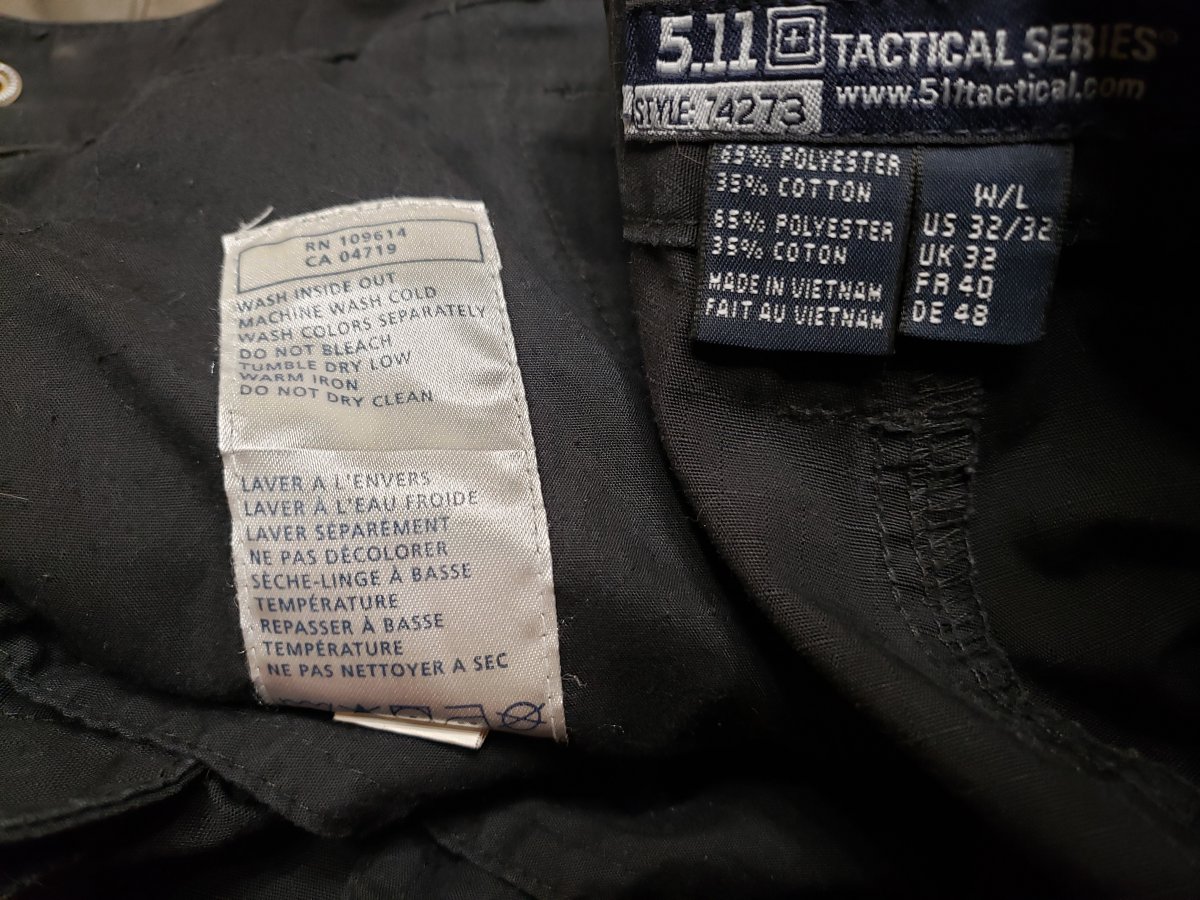 RN 109614
CA 04719
WASH INSIDE OUT
MACHINE WASH COLD
WASH COLORS SEPARATELY
DO NOT BLEACH
TUMBLE DRY LOW
WARM IRON
DO NOT DRY CLEAN
LAVER A L'ENVERS
LAVER À L'EAU FROIDE
LAVER SEPAREMENT
NE PAS DÉCOLORER
SÈCHE-LINGE À BASSE
TEMPÉRATURE
REPASSER À BASSE
TEMPÉRATURE
NE PAS NETTOYER A SEC
5.11 TACTICAL SERIES®
www.511tactical.com
STYLE: 74273
65% POLYESTER
35% COTTON
65% POLYESTER
35% COTON
MADE IN VIETNAM
FAIT AU VIETNAM
W/L
US 32/32
UK 32
FR 40
DE 48